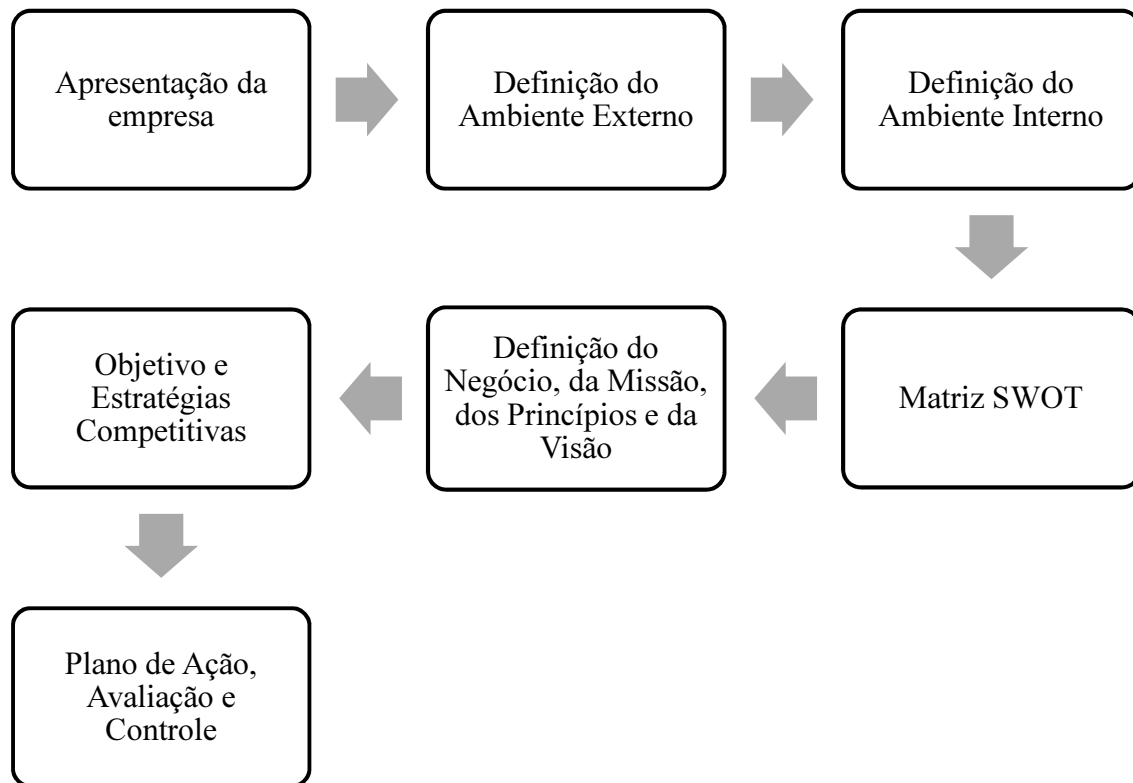 Apresentação da
empresa
Definição do
Ambiente Externo
Definição do
Ambiente Interno
Matriz SWOT
Definição do
Negócio, da Missão,
dos Princípios e da
Visão
Objetivo e
Estratégias
Competitivas
Plano de Ação,
Avaliação e
Controle